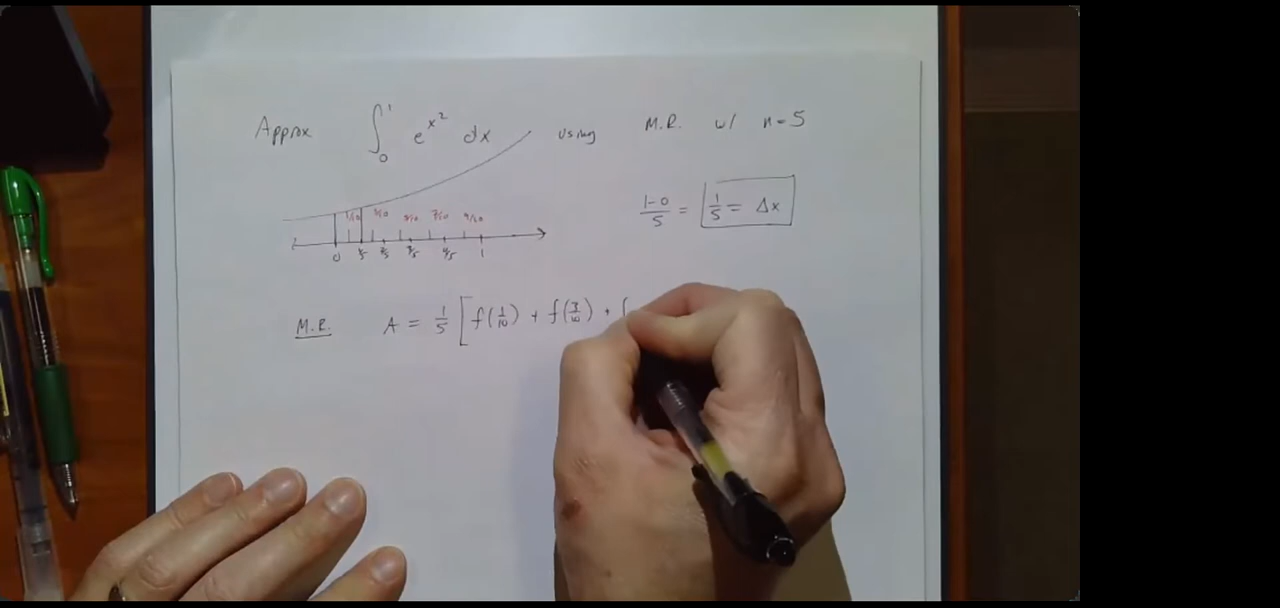 Approx ∫₀¹ e^{x²} dx using M.R. w/ n=5
(1-0)/5 = 1/5 = Δx
1/10 3/10 5/10 7/10 9/10
0 1/5 2/5 3/5 4/5 1
M.R. A = 1/5 [f(1/10) + f(3/10) + f